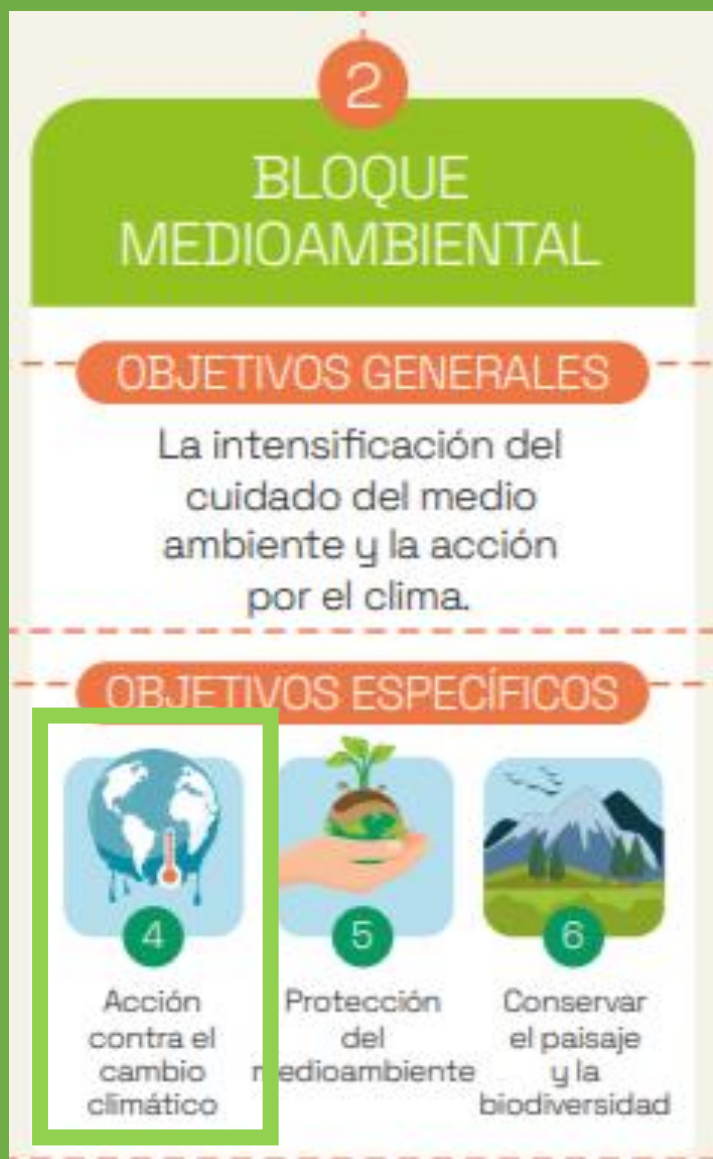 2
BLOQUE
MEDIOAMBIENTAL
OBJETIVOS GENERALES
La intensificación del
cuidado del medio
ambiente y la acción
por el clima.
OBJETIVOS ESPECÍFICOS
4
Acción
contra el
cambio
climático
5
Protección
del
medioambiente
6
Conservar
el paisaje
y la
biodiversidad